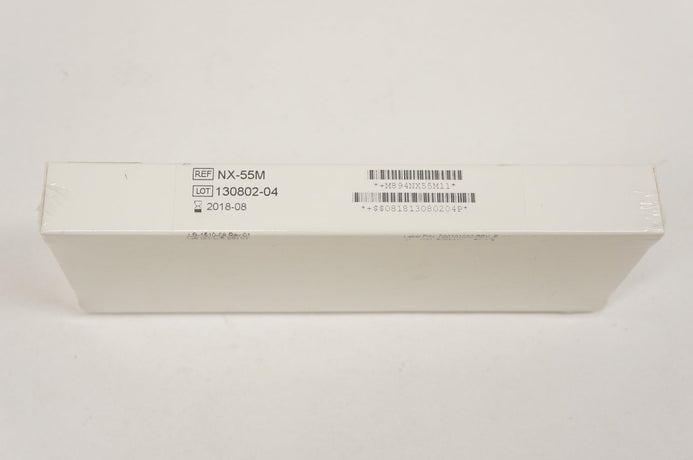 REF NX-55M
LOT 130802-04
2018-08
*+M894NX55M11*
*+$$081813080204P*